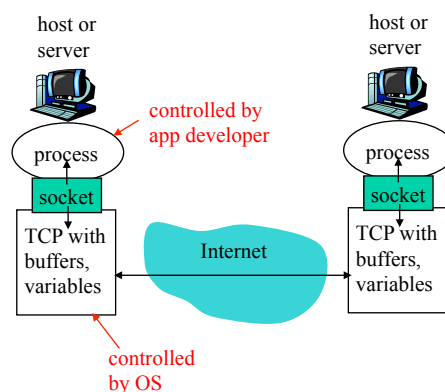 host or
server
controlled by
app developer
process
socket
TCP with
buffers,
variables
controlled
by OS
Internet
host or
server
process
socket
TCP with
buffers,
variables